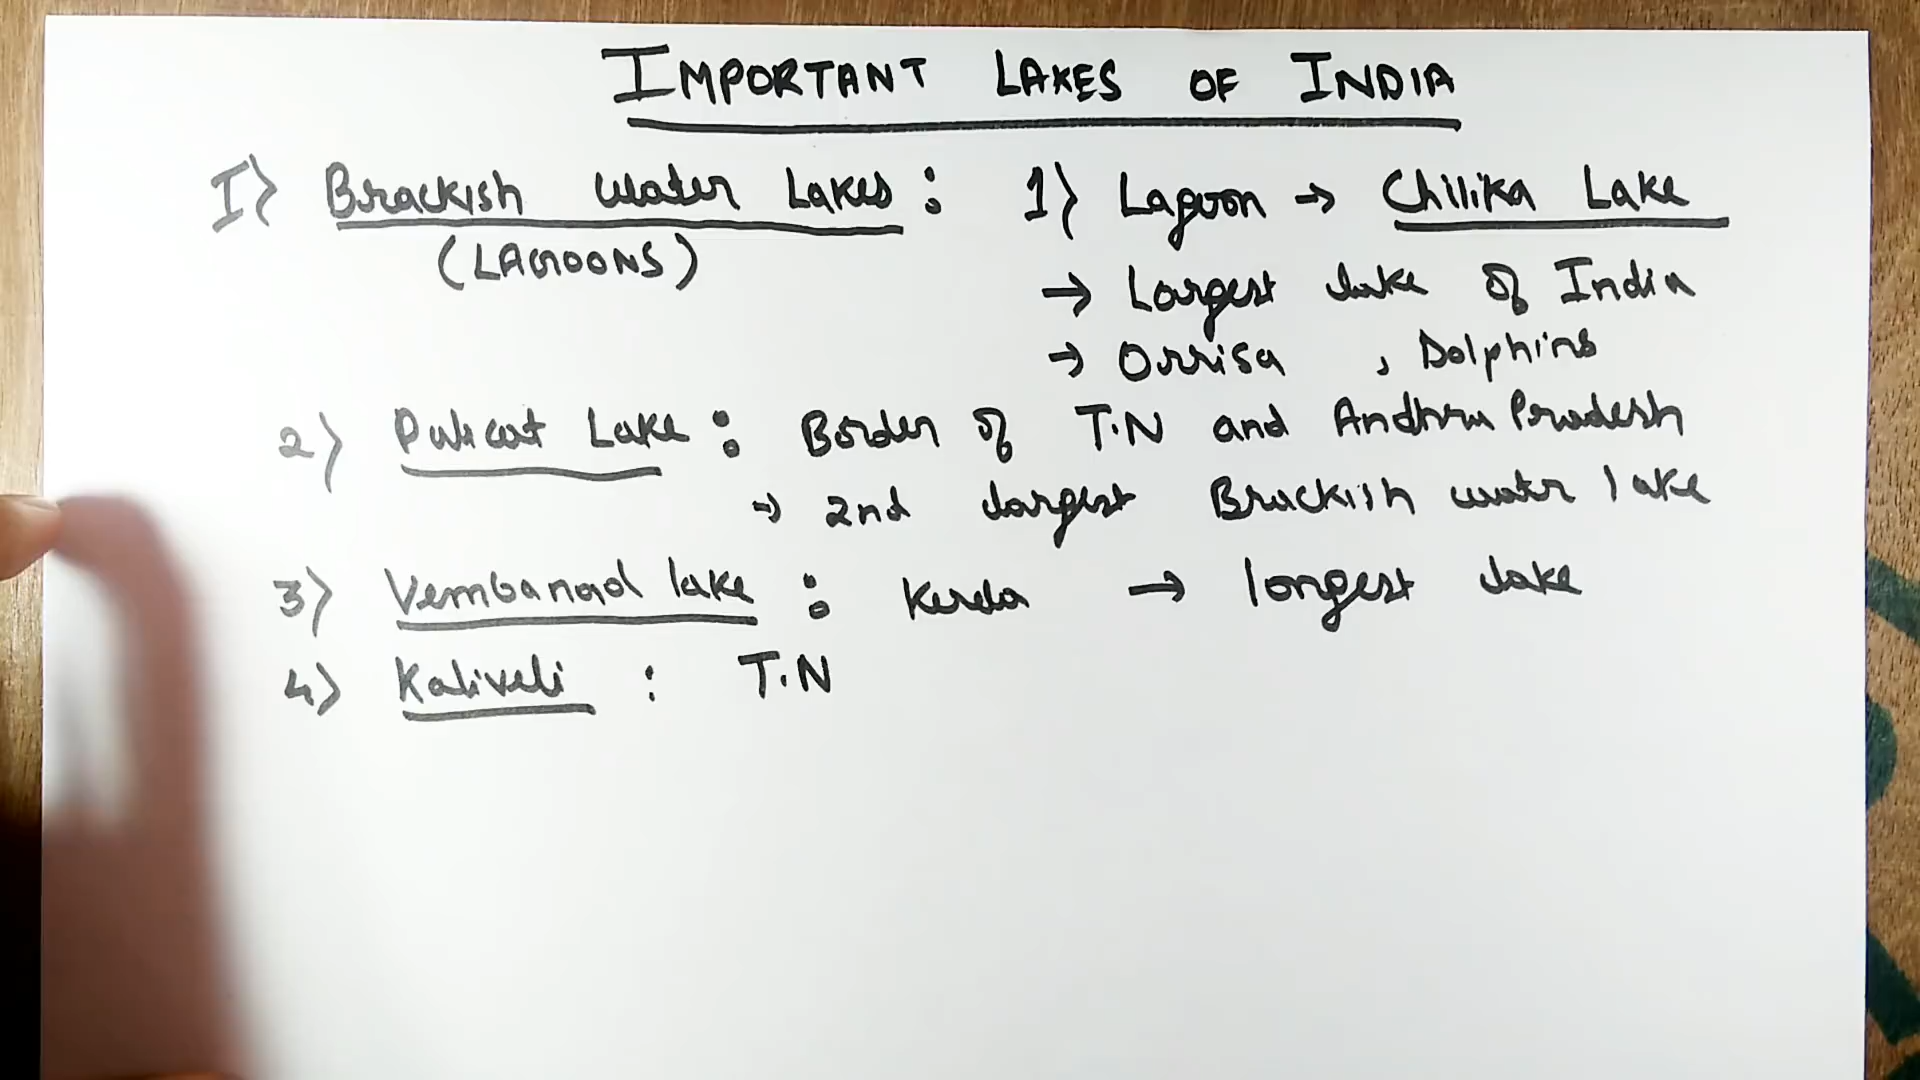 IMPORTANT LAKES OF INDIA
I) Brackish water Lakes : 1) Lagoon → Chilika Lake
(LAGOONS)
→ Largest lake of India
→ Orrisa , Dolphins
2) Pulicat Lake : Border of T.N and Andhra Pradesh
→ 2nd largest Brackish water lake
3) Vembanad lake : Kerela → longest lake
4) Kaliveli : T.N